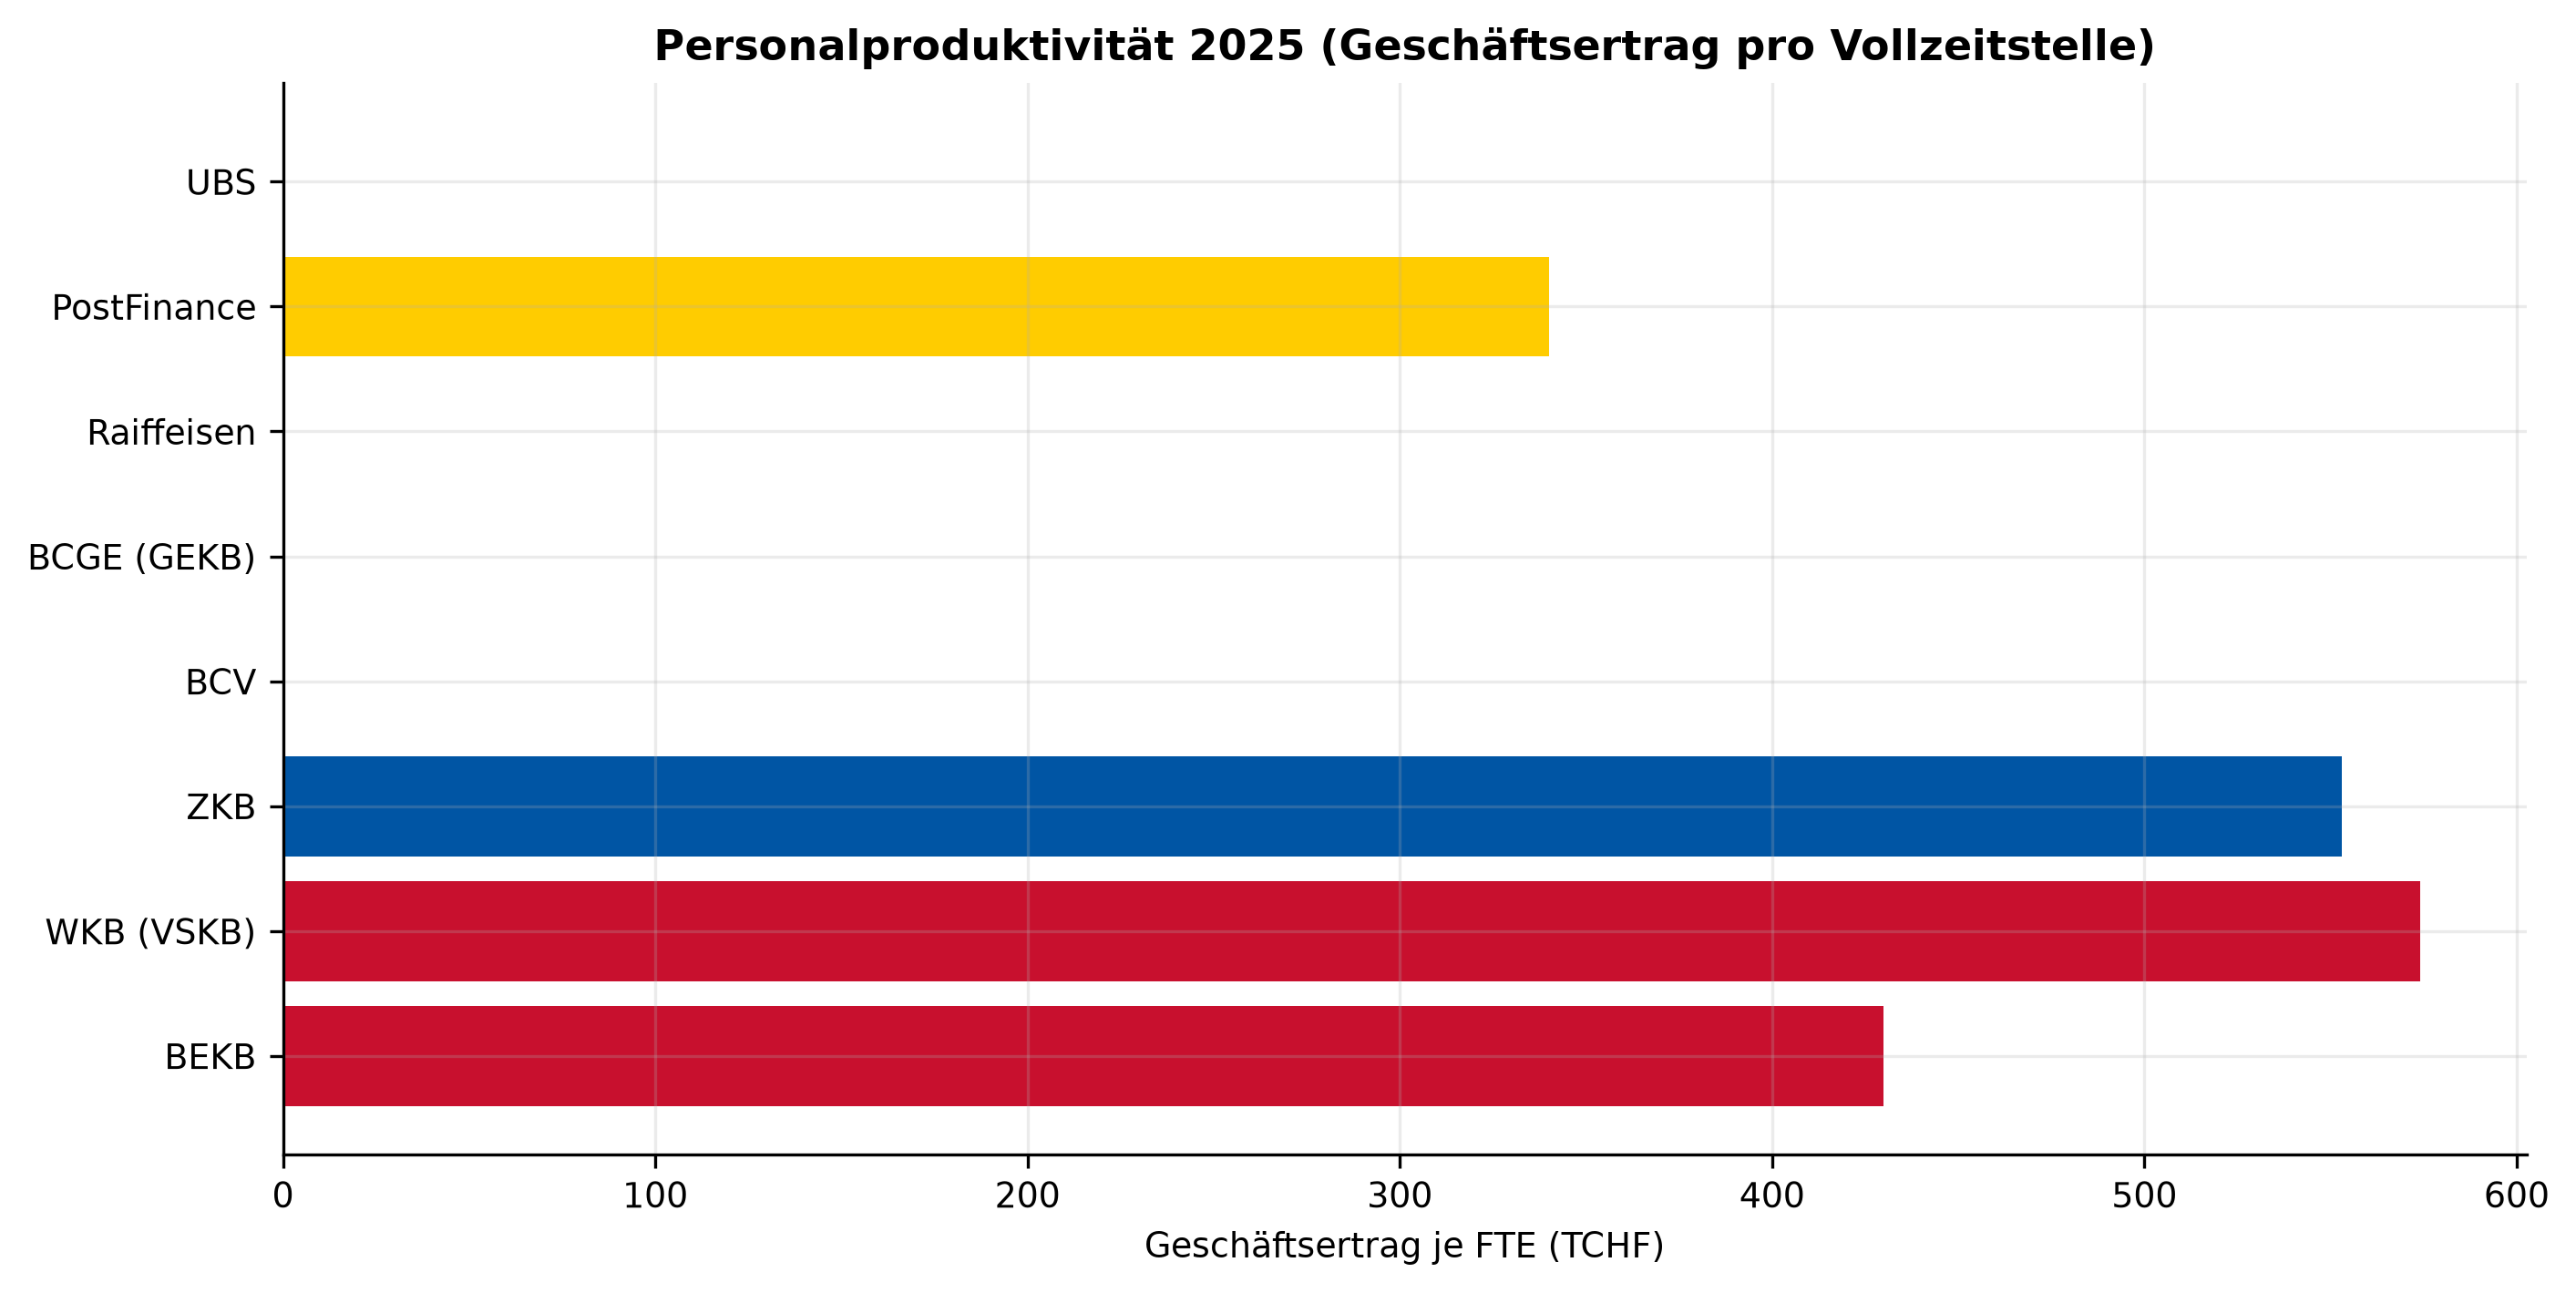 Personalproduktivität 2025 (Geschäftsertrag pro Vollzeitstelle)
UBS
PostFinance
Raiffeisen
BCGE (GEKB)
BCV
ZKB
WKB (VSKB)
BEKB
0 100 200 300 400 500 600
Geschäftsertrag je FTE (TCHF)